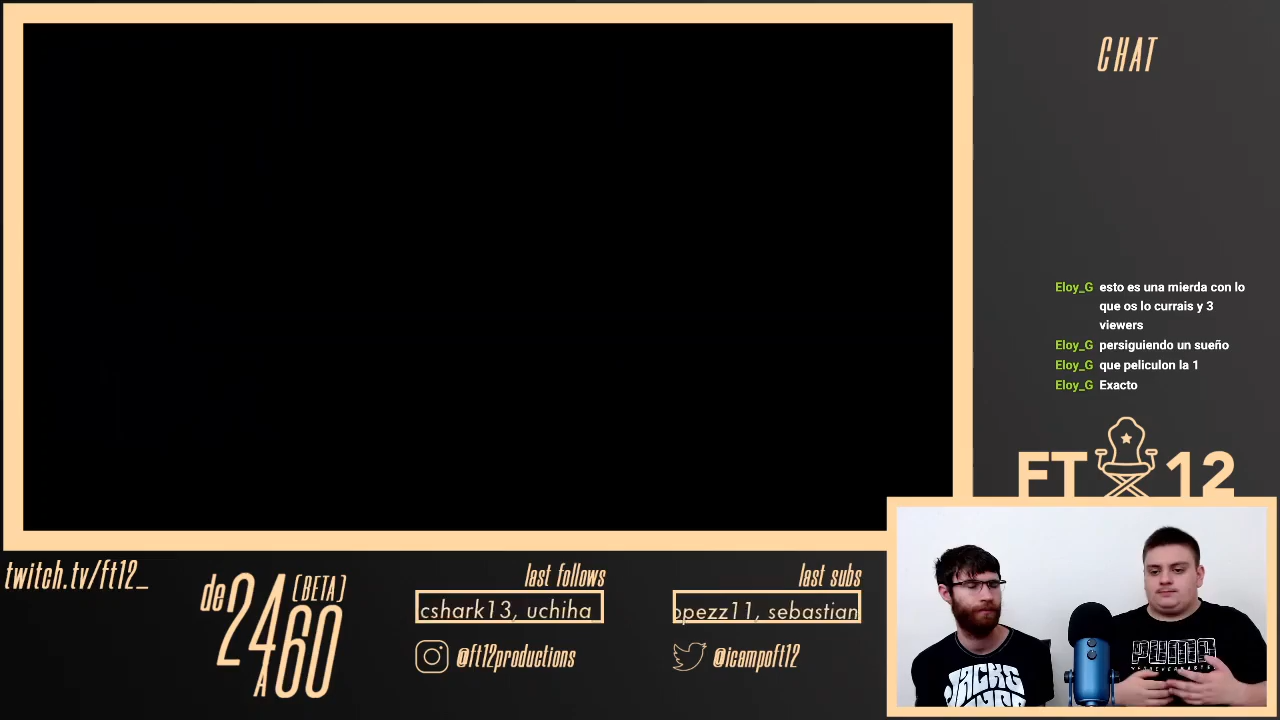 CHAT
Eloy_G esto es una mierda con lo
que os lo currais y 3
viewers
Eloy_G persiguiendo un sueño
Eloy_G que peliculon la 1
Eloy_G Exacto
FT 12
twitch.tv/ft12_
de 24 A 60 (BETA)
last follows
cshark13, uchiha
@ft12productions
last subs
opezz11, sebastian
@icampoft12
PUMA